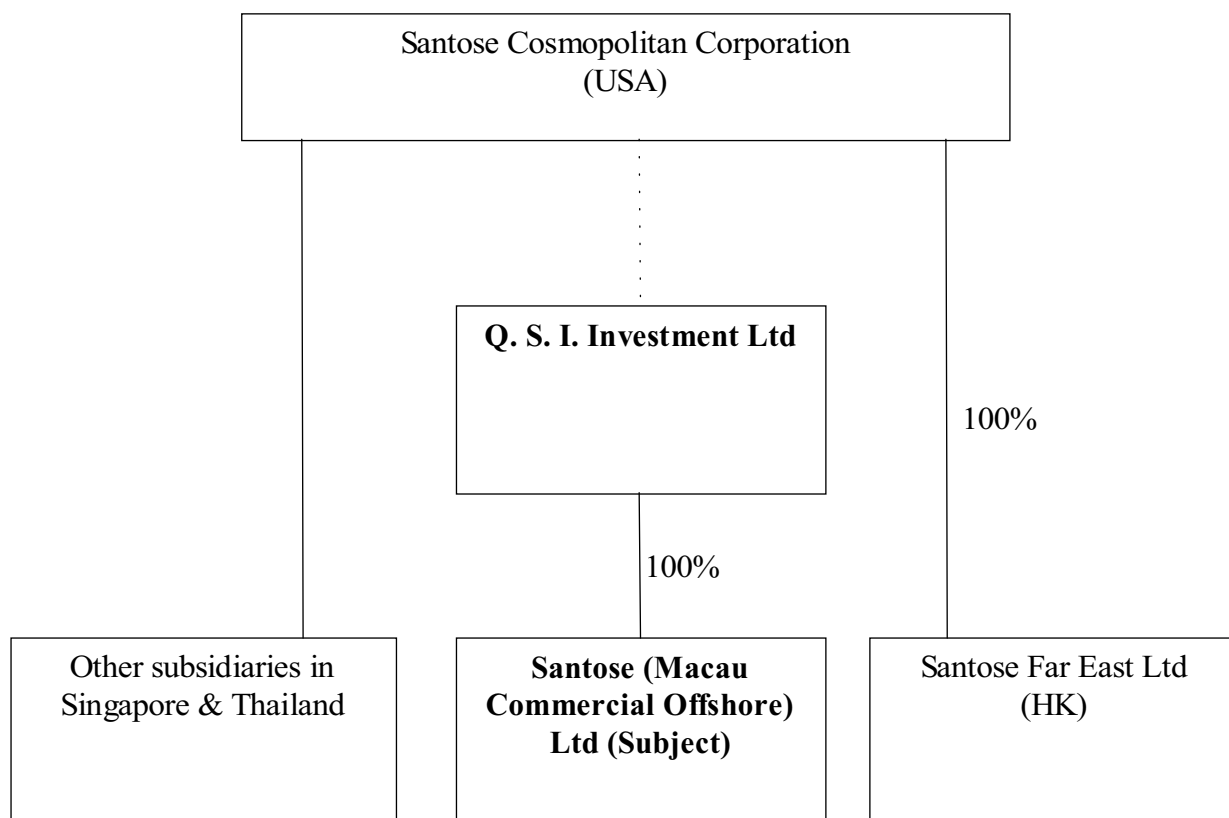 Santose Cosmopolitan Corporation
(USA)
Q. S. I. Investment Ltd
100%
100%
Other subsidiaries in
Singapore & Thailand
Santose (Macau
Commercial Offshore)
Ltd (Subject)
Santose Far East Ltd
(HK)